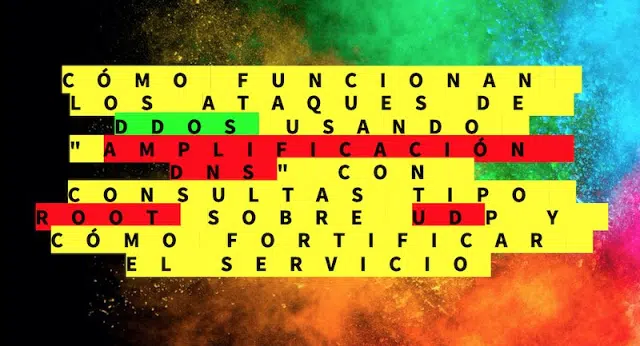 CÓMO FUNCIONAN
LOS ATAQUES DE
DDOS USANDO
"AMPLIFICACIÓN
DNS" CON
CONSULTAS TIPO
ROOT SOBRE UDP Y
CÓMO FORTIFICAR
EL SERVICIO